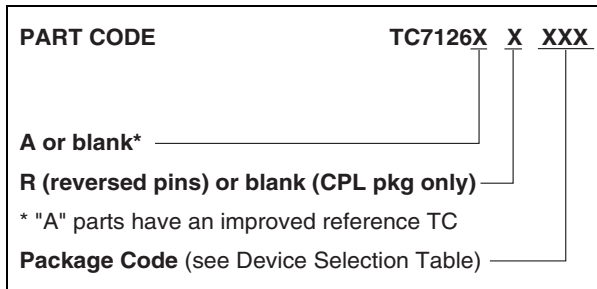 PART CODE TC7126X X XXX
A or blank*
R (reversed pins) or blank (CPL pkg only)
* "A" parts have an improved reference TC
Package Code (see Device Selection Table)